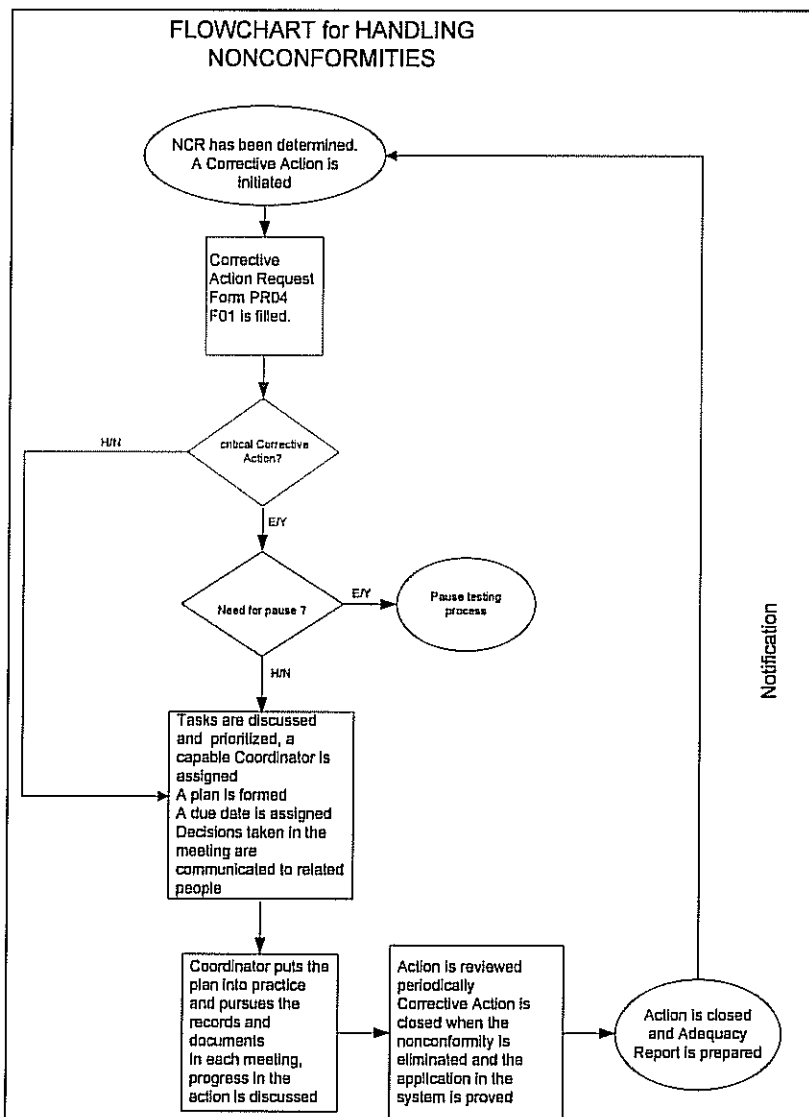 FLOWCHART for HANDLING
NONCONFORMITIES
NCR has been determined.
A Corrective Action is
initiated
Corrective
Action Request
Form PR04
F01 is filled.
critical Corrective
Action?
H/N
E/Y
Need for pause ?
E/Y
Pause testing
process
H/N
Tasks are discussed
and prioritized, a
capable Coordinator is
assigned
A plan is formed
A due date is assigned
Decisions taken in the
meeting are
communicated to related
people
Coordinator puts the
plan into practice
and pursues the
records and
documents
In each meeting,
progress in the
action is discussed
Action is reviewed
periodically
Corrective Action is
closed when the
nonconformity is
eliminated and the
application in the
system is proved
Action is closed
and Adequacy
Report is prepared
Notification